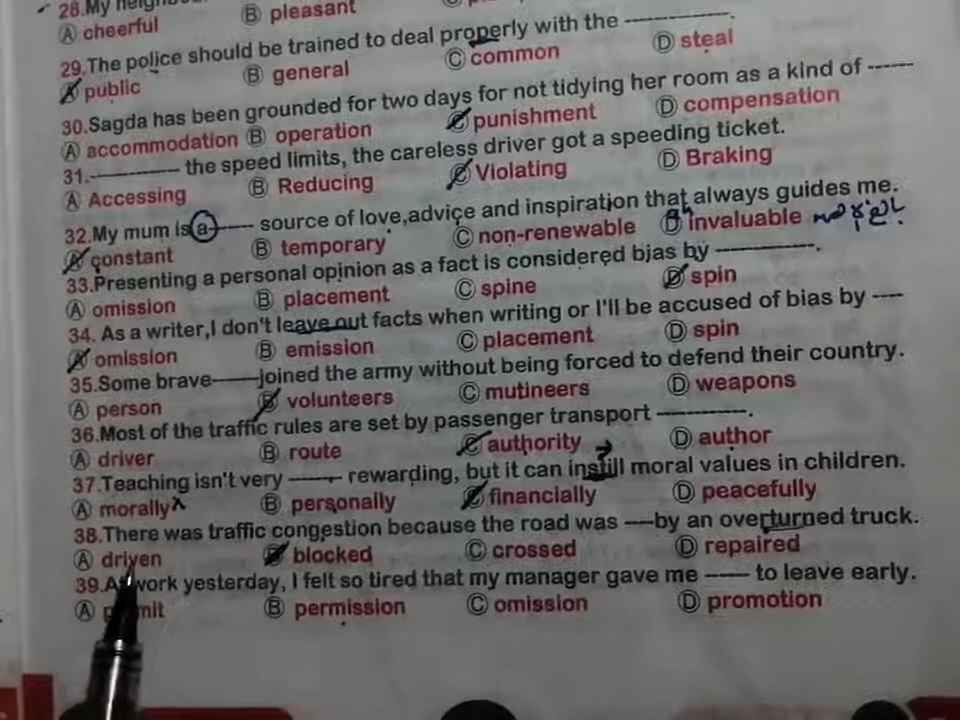 28.My
Ⓐ cheerful Ⓑ pleasant
29.The police should be trained to deal properly with the -----------.
Ⓐ public Ⓑ general Ⓒ common Ⓓ steal
30.Sagda has been grounded for two days for not tidying her room as a kind of ------
Ⓐ accommodation Ⓑ operation Ⓒ punishment Ⓓ compensation
31.----------- the speed limits, the careless driver got a speeding ticket.
Ⓐ Accessing Ⓑ Reducing Ⓒ Violating Ⓓ Braking
32.My mum is a ------ source of love,advice and inspiration that always guides me.
Ⓐ constant Ⓑ temporary Ⓒ non-renewable Ⓓ invaluable
33.Presenting a personal opinion as a fact is considered bias by -----------.
Ⓐ omission Ⓑ placement Ⓒ spine Ⓓ spin
34. As a writer,I don't leave out facts when writing or I'll be accused of bias by ----
Ⓐ omission Ⓑ emission Ⓒ placement Ⓓ spin
35.Some brave------joined the army without being forced to defend their country.
Ⓐ person Ⓑ volunteers Ⓒ mutineers Ⓓ weapons
36.Most of the traffic rules are set by passenger transport -----------.
Ⓐ driver Ⓑ route Ⓒ authority Ⓓ author
37.Teaching isn't very ------ rewarding, but it can instill moral values in children.
Ⓐ morally Ⓑ personally Ⓒ financially Ⓓ peacefully
38.There was traffic congestion because the road was ----by an overturned truck.
Ⓐ driven Ⓑ blocked Ⓒ crossed Ⓓ repaired
39.At work yesterday, I felt so tired that my manager gave me ------ to leave early.
Ⓐ permit Ⓑ permission Ⓒ omission Ⓓ promotion